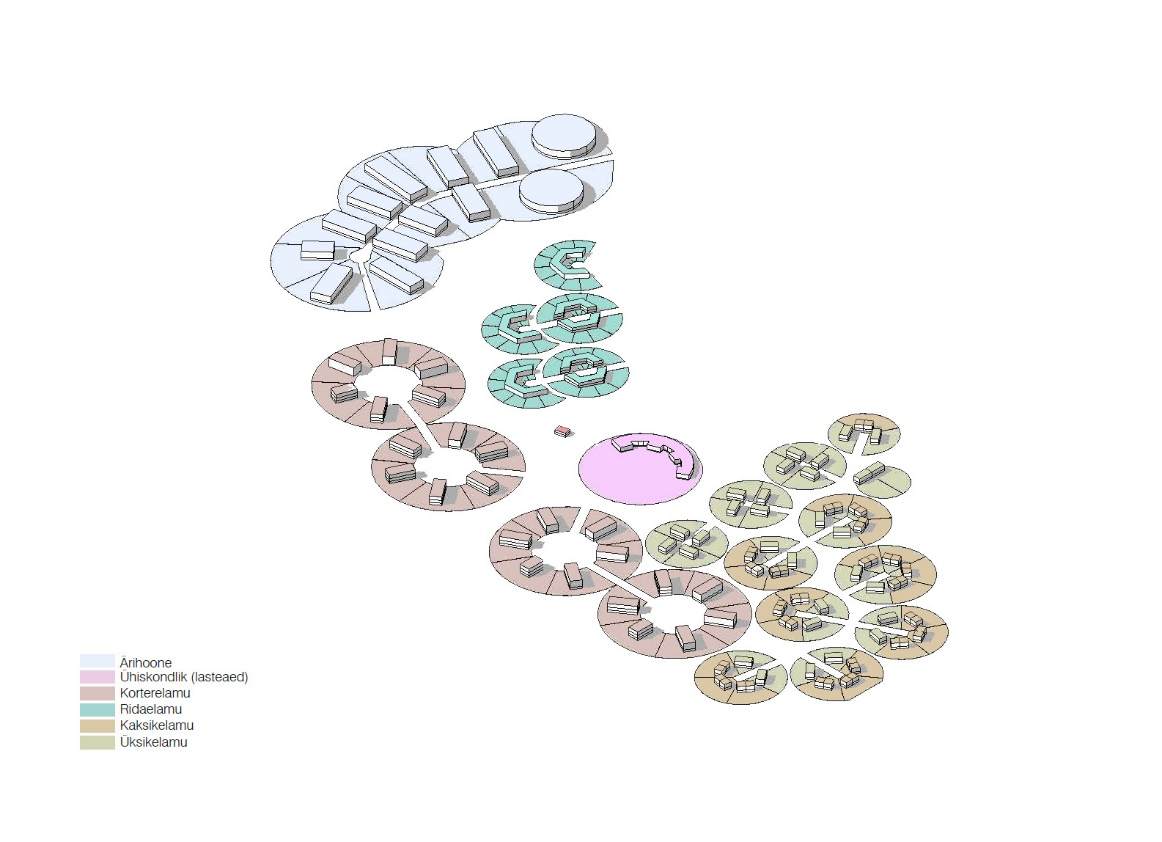 Ärihoone
Ühiskondlik (lasteaed)
Korterelamu
Ridaelamu
Kaksikelamu
Üksikelamu